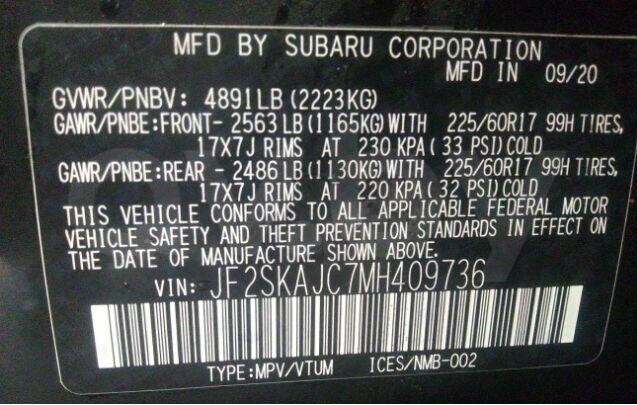 MFD BY SUBARU CORPORATION
MFD IN 09/20
GVWR/PNBV: 4891LB (2223KG)
GAWR/PNBE:FRONT- 2563LB (1165KG)WITH 225/60R17 99H TIRES,
17X7J RIMS AT 230 KPA (33 PSI)COLD
GAWR/PNBE:REAR - 2486LB (1130KG)WITH 225/60R17 99H TIRES,
17X7J RIMS AT 220 KPA (32 PSI)COLD
THIS VEHICLE CONFORMS TO ALL APPLICABLE FEDERAL MOTOR
VEHICLE SAFETY AND THEFT PREVENTION STANDARDS IN EFFECT ON
THE DATE OF MANUFACTURE SHOWN ABOVE.
VIN: JF2SKAJC7MH409736
TYPE:MPV/VTUM ICES/NMB-002